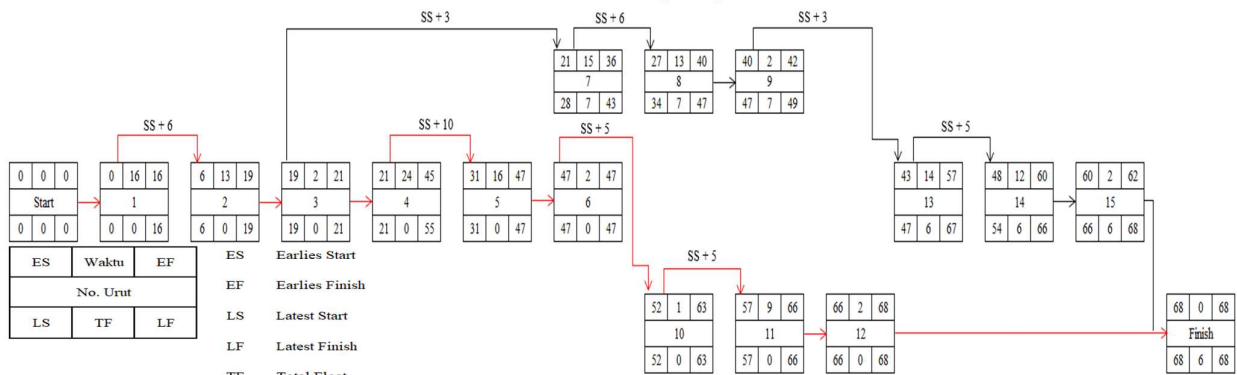 SS + 3
SS + 6
SS + 3
21 15 36
7
28 7 43
27 13 40
8
34 7 47
40 2 42
9
47 7 49
SS + 6
SS + 10
SS + 5
SS + 5
0 0 0
Start
0 0 0
0 16 16
1
0 0 16
6 13 19
2
6 0 19
19 2 21
3
19 0 21
21 24 45
4
21 0 55
31 16 47
5
31 0 47
47 2 47
6
47 0 47
43 14 57
13
47 6 67
48 12 60
14
54 6 66
60 2 62
15
66 6 68
ES Waktu EF
No. Urut
LS TF LF
ES Earlies Start
EF Earlies Finish
LS Latest Start
LF Latest Finish
SS + 5
52 1 63
10
52 0 63
57 9 66
11
57 0 66
66 2 68
12
66 0 68
68 0 68
Finish
68 6 68
TF Total Float